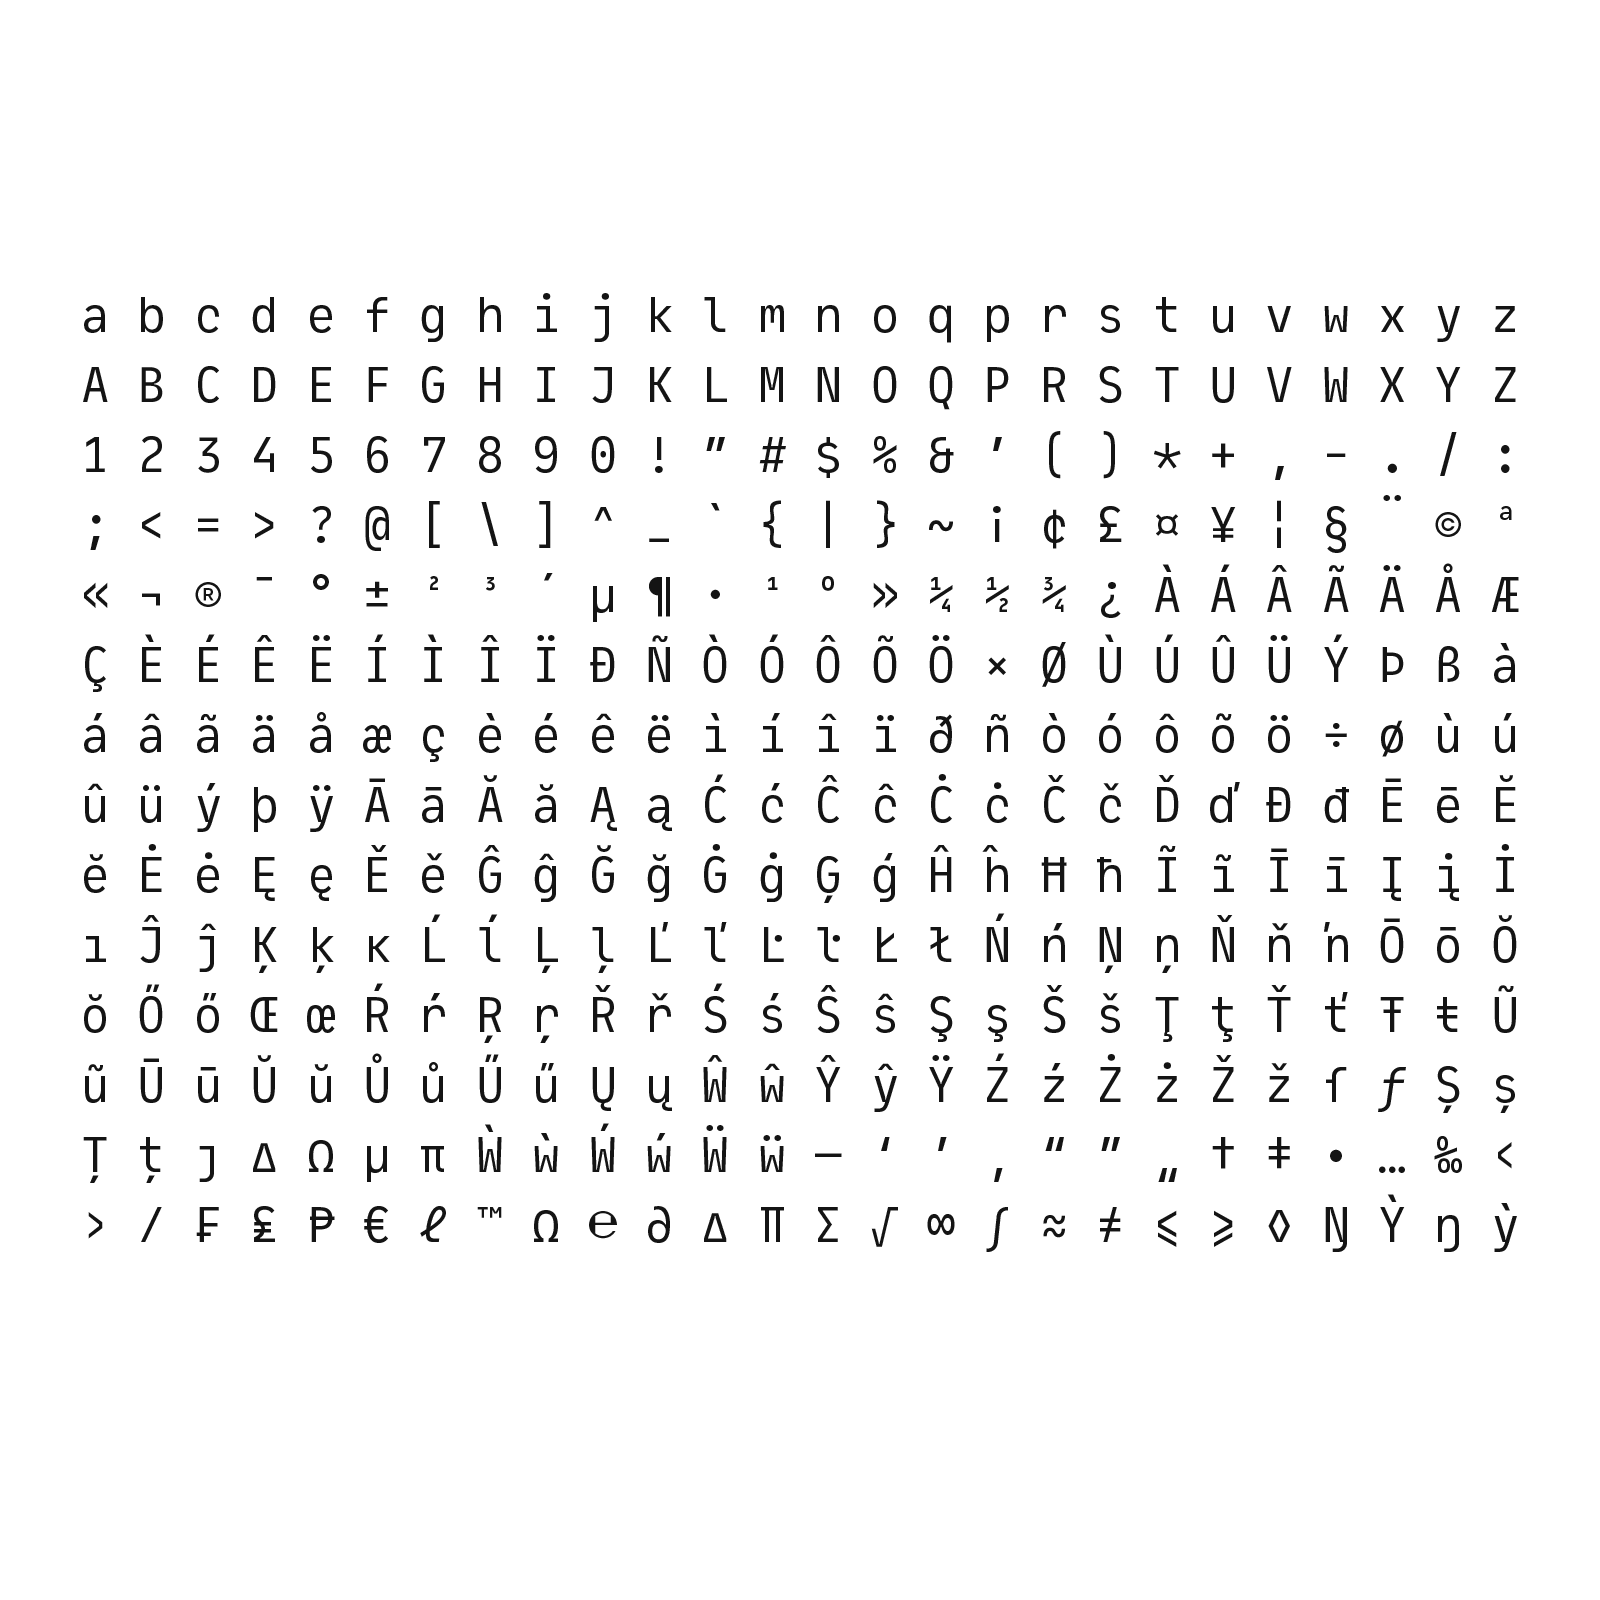 a b c d e f g h i j k l m n o q p r s t u v w x y z
A B C D E F G H I J K L M N O Q P R S T U V W X Y Z
1 2 3 4 5 6 7 8 9 0 ! ” # $ % & ’ ( ) * + , - . / :
; < = > ? @ [ \ ] ^ _ ` { | } ~ ¡ ¢ £ ¤ ¥ ¦ § ¨ © ª
« ¬ ® ¯ ° ± ² ³ ´ µ ¶ · ¹ º » ¼ ½ ¾ ¿ À Á Â Ã Ä Å Æ
Ç È É Ê Ë Í Ì Î Ï Ð Ñ Ò Ó Ô Õ Ö × Ø Ù Ú Û Ü Ý Þ ß à
á â ã ä å æ ç è é ê ë ì í î ï ð ñ ò ó ô õ ö ÷ ø ù ú
û ü ý þ ÿ Ā ā Ă ă Ą ą Ć ć Ĉ ĉ Ċ ċ Č č Ď ď Đ đ Ē ē Ĕ
ĕ Ė ė Ę ę Ě ě Ĝ ĝ Ğ ğ Ġ ġ Ģ ģ Ĥ ĥ Ħ ħ Ĩ ĩ Ī ī Į į İ
ı Ĵ ĵ Ķ ķ ĸ Ĺ ĺ Ļ ļ Ľ ľ Ŀ ŀ Ł ł Ń ń Ņ ņ Ň ň ŉ Ō ō Ŏ
ŏ Ő ő Œ œ Ŕ ŕ Ŗ ŗ Ř ř Ś ś Ŝ ŝ Ş ş Š š Ţ ţ Ť ť Ŧ ŧ Ũ
ũ Ū ū Ŭ ŭ Ů ů Ű ű Ų ų Ŵ ŵ Ŷ ŷ Ÿ Ź ź Ż ż Ž ž ſ ƒ Ș ș
Ț ț ȷ ∆ Ω μ π Ẁ ẁ Ẃ ẃ Ẅ ẅ — ‘ ’ ‚ “ ” „ † ‡ • … ‰ ‹
› ⁄ ₣ ₤ ₱ € ℓ ™ Ω ℮ ∂ ∆ ∏ ∑ √ ∞ ∫ ≈ ≠ ⩽ ⩾ ◊ Ŋ Ỳ ŋ ỳ